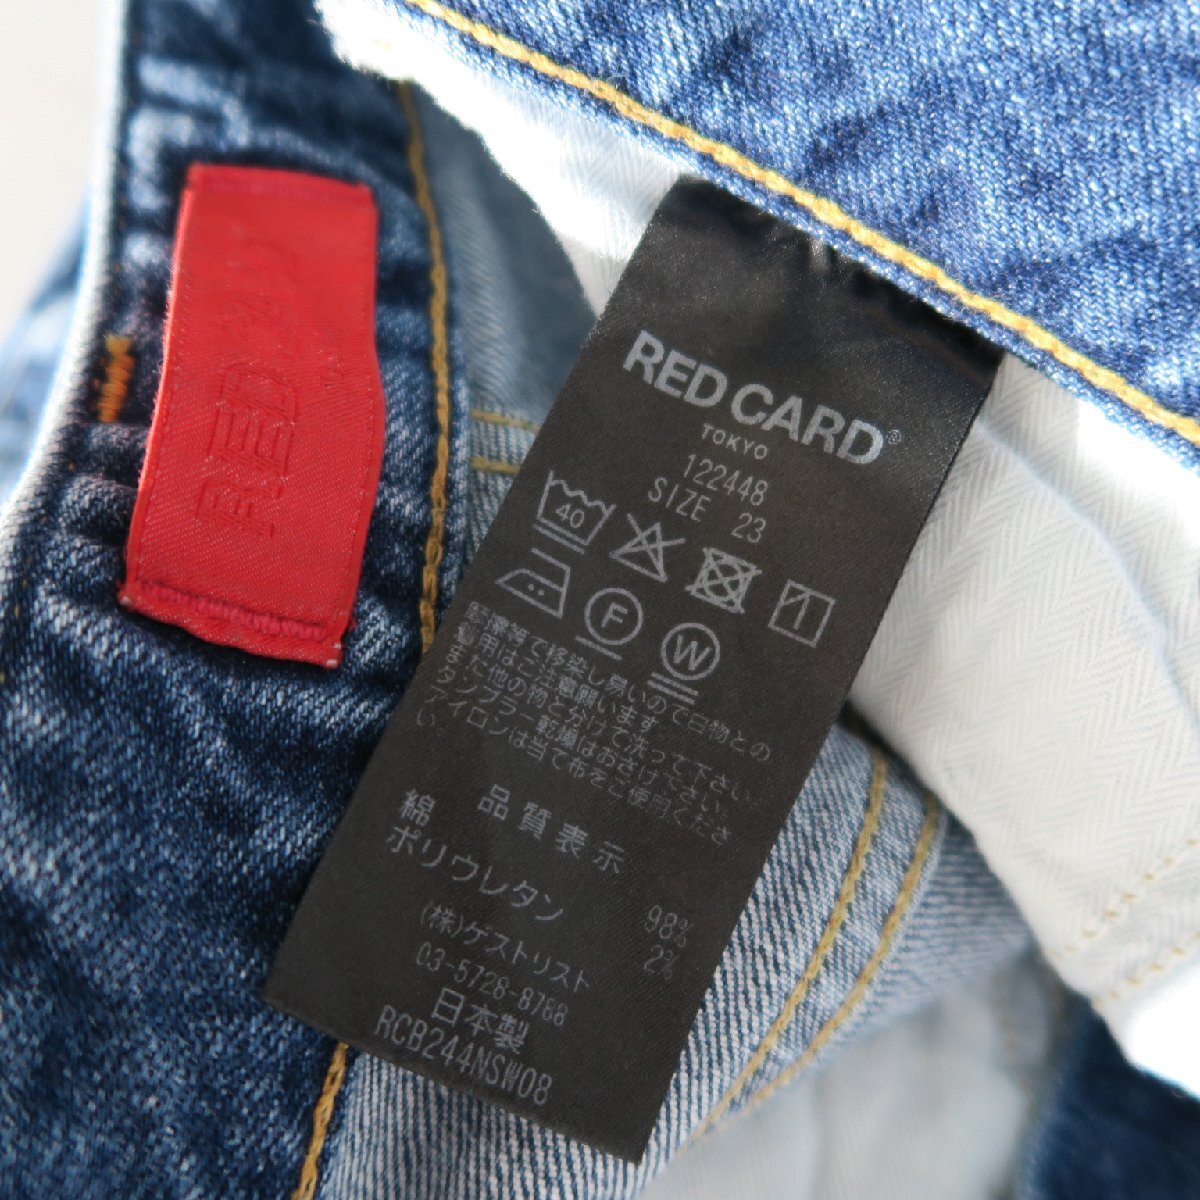 RED CARD®
TOKYO
122448
SIZE 23
40
F
W
摩擦等で移染し易いので白物との
着用はご注意願います。
また他の物と分けて洗って下さい。
タンブラー乾燥はおさけ下さい。
アイロンは当て布をご使用くださ
い。
品質表示
綿 98%
ポリウレタン 2%
(株)ゲストリスト
03-5728-8788
日本製
RCB244NSW08
RED